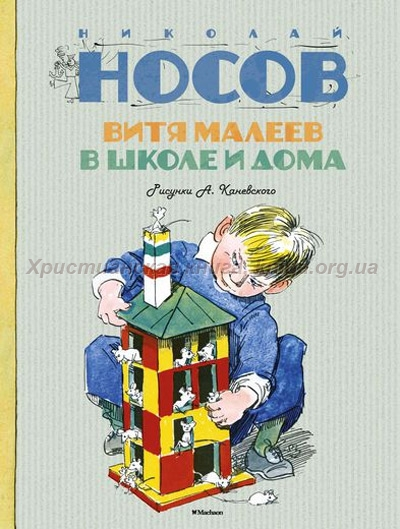 НИКОЛАЙ
НОСОВ
ВИТЯ МАЛЕЕВ
В ШКОЛЕ И ДОМА
Рисунки А. Каневского
Machaon